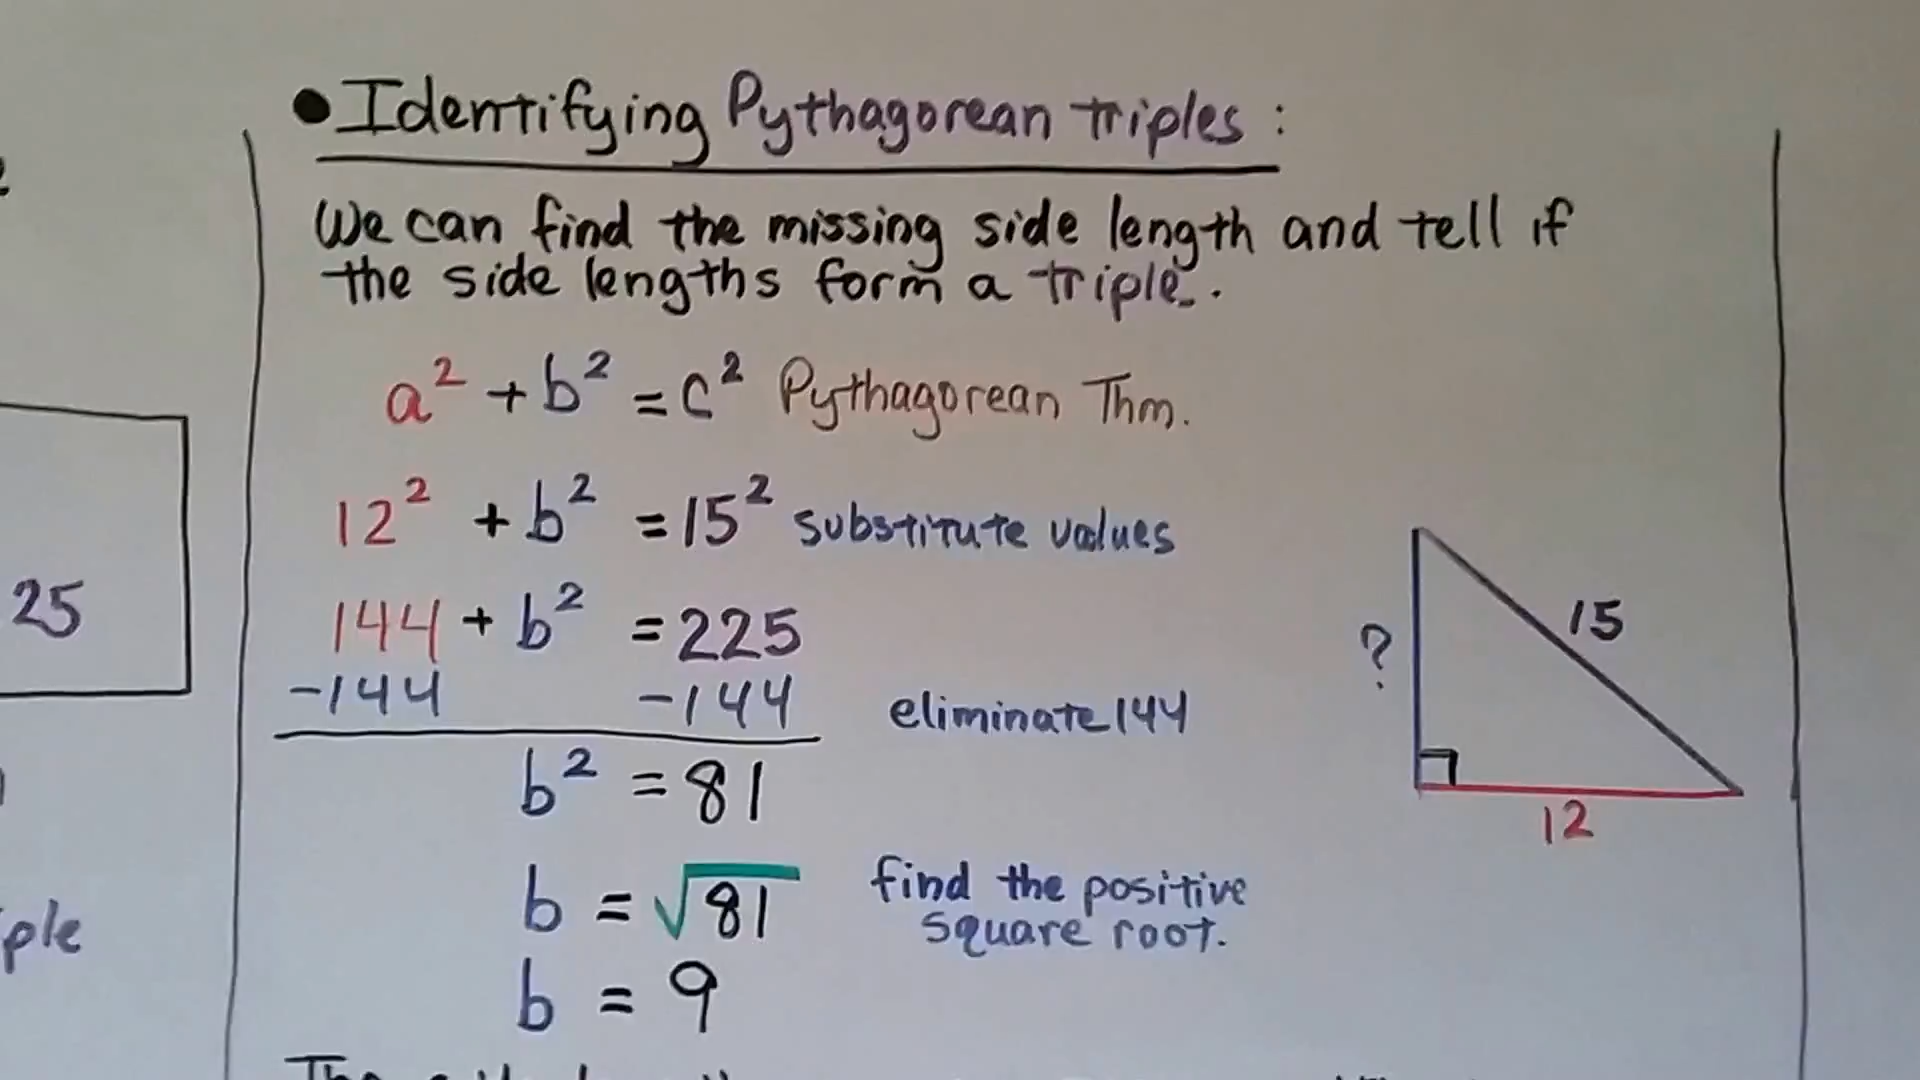 • Identifying Pythagorean triples:
We can find the missing side length and tell if
the side lengths form a triple.
a² + b² = c² Pythagorean Thm.
12² + b² = 15² substitute values
144 + b² = 225
-144 -144 eliminate 144
b² = 81
b = √81 find the positive
square root.
b = 9
?
15
12
25